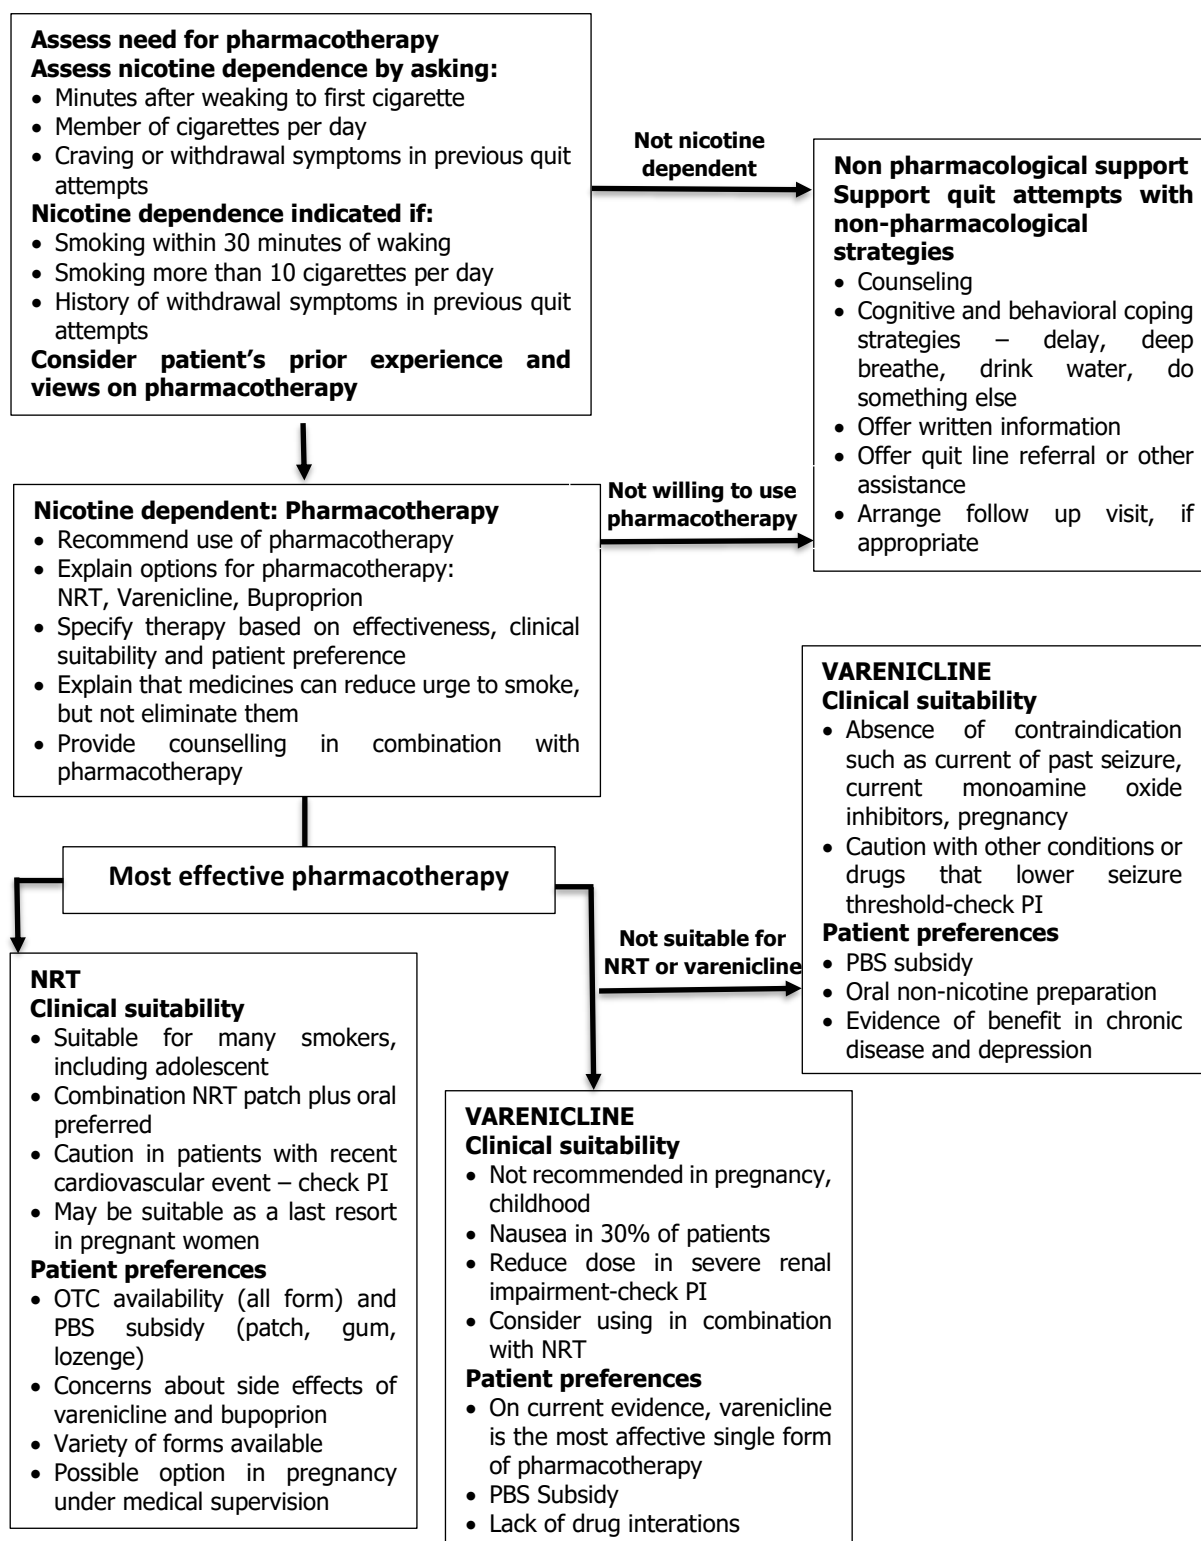 Assess need for pharmacotherapy
Assess nicotine dependence by asking:
• Minutes after weaking to first cigarette
• Member of cigarettes per day
• Craving or withdrawal symptoms in previous quit
attempts
Nicotine dependence indicated if:
• Smoking within 30 minutes of waking
• Smoking more than 10 cigarettes per day
• History of withdrawal symptoms in previous quit
attempts
Consider patient's prior experience and
views on pharmacotherapy
Not nicotine
dependent
Non pharmacological support
Support quit attempts with
non-pharmacological
strategies
• Counseling
• Cognitive and behavioral coping
strategies – delay, deep
breathe, drink water, do
something else
• Offer written information
• Offer quit line referral or other
assistance
• Arrange follow up visit, if
appropriate
Nicotine dependent: Pharmacotherapy
• Recommend use of pharmacotherapy
• Explain options for pharmacotherapy:
NRT, Varenicline, Buproprion
• Specify therapy based on effectiveness, clinical
suitability and patient preference
• Explain that medicines can reduce urge to smoke,
but not eliminate them
• Provide counselling in combination with
pharmacotherapy
Not willing to use
pharmacotherapy
Most effective pharmacotherapy
Not suitable for
NRT or varenicline
VARENICLINE
Clinical suitability
• Absence of contraindication
such as current of past seizure,
current monoamine oxide
inhibitors, pregnancy
• Caution with other conditions or
drugs that lower seizure
threshold-check PI
Patient preferences
• PBS subsidy
• Oral non-nicotine preparation
• Evidence of benefit in chronic
disease and depression
NRT
Clinical suitability
• Suitable for many smokers,
including adolescent
• Combination NRT patch plus oral
preferred
• Caution in patients with recent
cardiovascular event – check PI
• May be suitable as a last resort
in pregnant women
Patient preferences
• OTC availability (all form) and
PBS subsidy (patch, gum,
lozenge)
• Concerns about side effects of
varenicline and bupoprion
• Variety of forms available
• Possible option in pregnancy
under medical supervision
VARENICLINE
Clinical suitability
• Not recommended in pregnancy,
childhood
• Nausea in 30% of patients
• Reduce dose in severe renal
impairment-check PI
• Consider using in combination
with NRT
Patient preferences
• On current evidence, varenicline
is the most affective single form
of pharmacotherapy
• PBS Subsidy
• Lack of drug interations